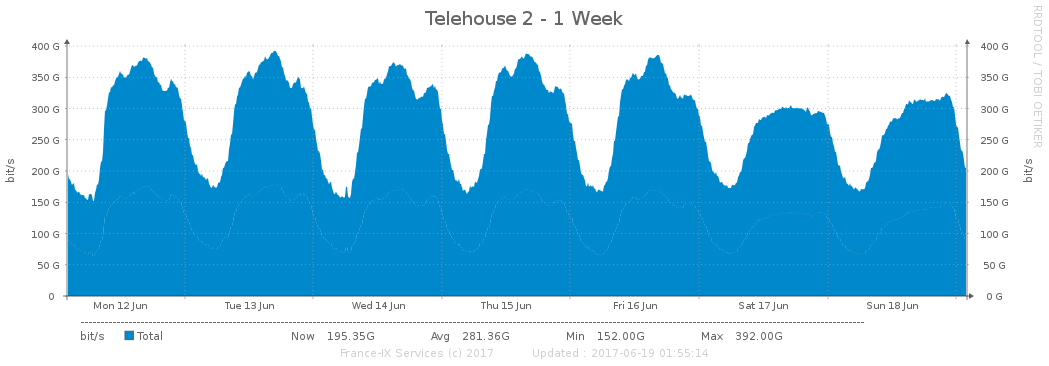 Telehouse 2 - 1 Week
RRDTOOL / TOBI OETIKER
400 G 400 G
350 G 350 G
300 G 300 G
250 G 250 G
200 G 200 G
150 G 150 G
100 G 100 G
50 G 50 G
0 0 G
bit/s
bit/s
Mon 12 Jun Tue 13 Jun Wed 14 Jun Thu 15 Jun Fri 16 Jun Sat 17 Jun Sun 18 Jun
bit/s Total Now 195.35G Avg 281.36G Min 152.00G Max 392.00G
France-IX Services (c) 2017 Updated : 2017-06-19 01:55:14